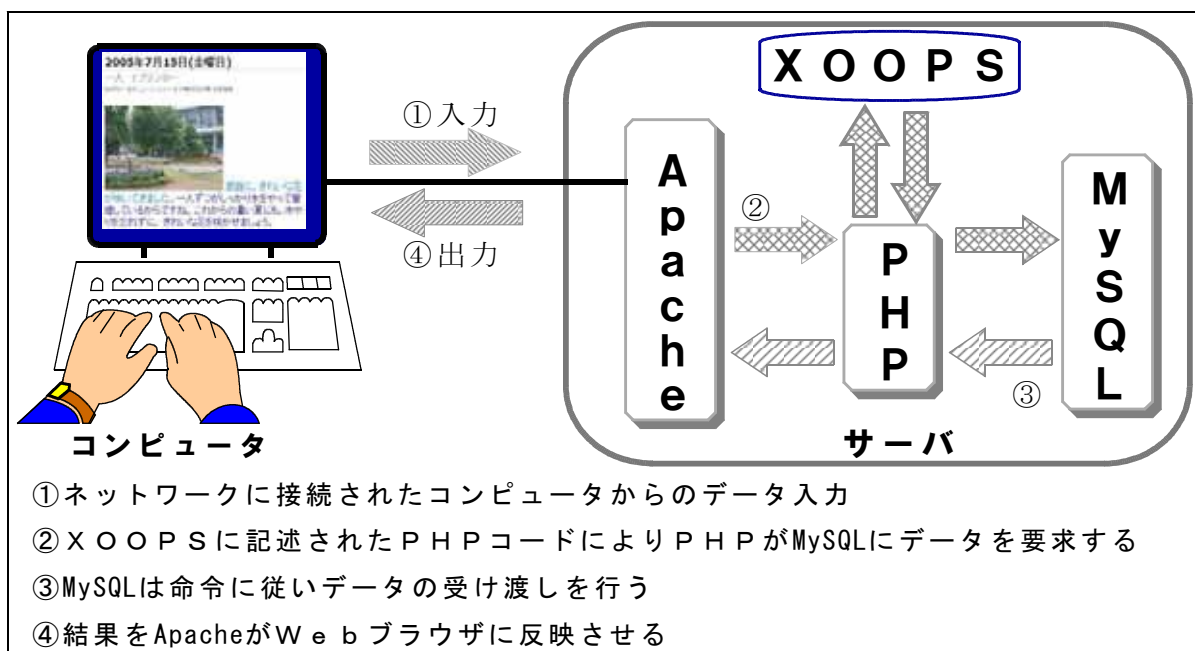 2005年7月15日(土曜日)
XOOPS
①入力
Apache
②
MySQL
PHP
④出力
③
コンピュータ
サーバ
①ネットワークに接続されたコンピュータからのデータ入力
②ＸＯＯＰＳに記述されたＰＨＰコードによりＰＨＰがMySQLにデータを要求する
③MySQLは命令に従いデータの受け渡しを行う
④結果をApacheがＷｅｂブラウザに反映させる